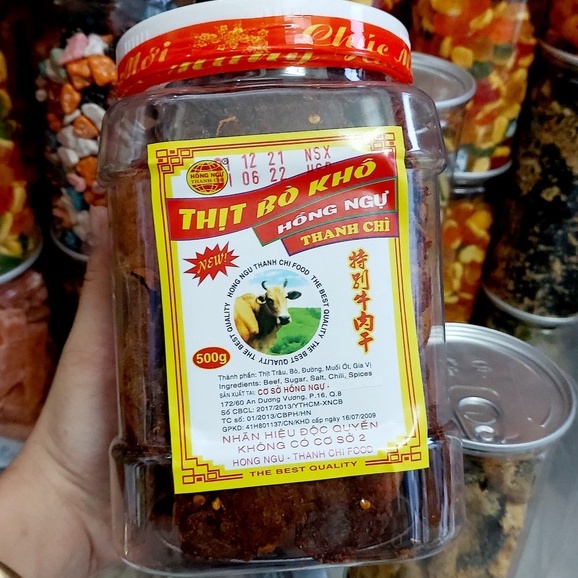 Mới
Chúc M
HỒNG NGỰ
THANH CHÌ
12 21 NSX
06 22
THỊT BÒ KHÔ
HỒNG NGỰ
THANH CHÌ
NEW!
HONG NGU THANH CHI FOOD THE BEST QUALITY
THE BEST QUALITY
特別牛肉干
500g
Thành phần: Thịt Trâu, Bò, Đường, Muối Ớt, Gia Vị
Ingredients: Beef, Sugar, Salt, Chili, Spices
SẢN XUẤT TẠI: CƠ SỞ HỒNG NGỰ -
172/60 An Dương Vương, P.16, Q.8
Số CBCL: 2017/2013/YTHCM-XNCB
TC số: 01/2013/CBPH/HN
GPKD: 41H801137/CN/KHĐ cấp ngày 16/07/2009
NHÃN HIỆU ĐỘC QUYỀN
KHÔNG CÓ CƠ SỞ 2
HONG NGU - THANH CHI FOOD
THE BEST QUALITY